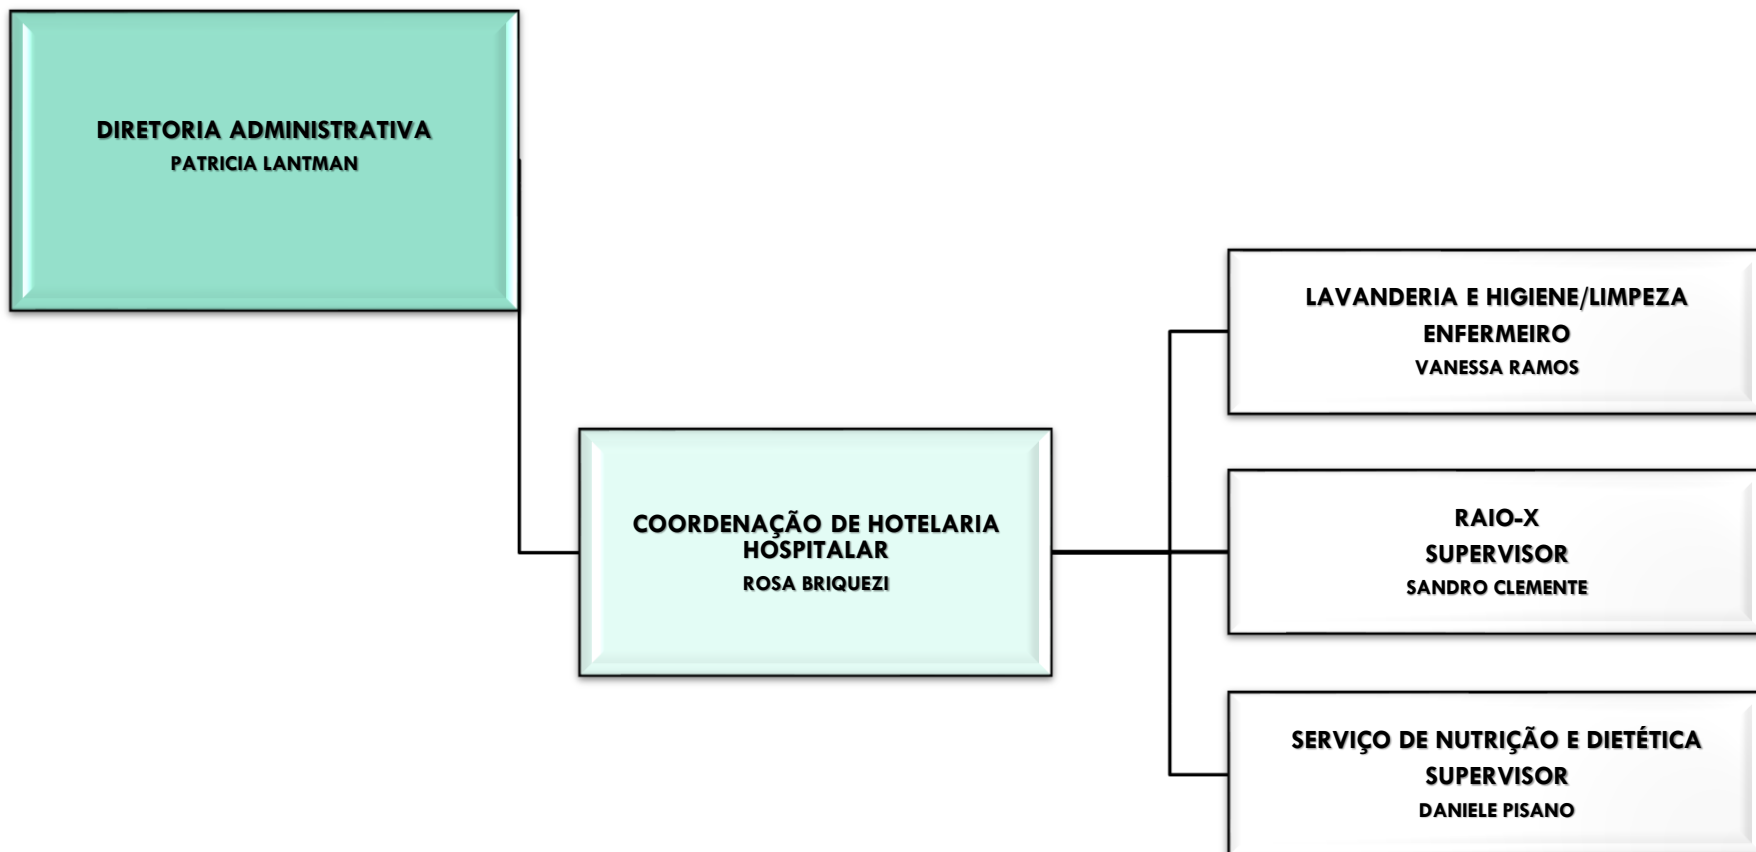 DIRETORIA ADMINISTRATIVA
PATRICIA LANTMAN
LAVANDERIA E HIGIENE/LIMPEZA
ENFERMEIRO
VANESSA RAMOS
COORDENAÇÃO DE HOTELARIA
HOSPITALAR
ROSA BRIQUEZI
RAIO-X
SUPERVISOR
SANDRO CLEMENTE
SERVIÇO DE NUTRIÇÃO E DIETÉTICA
SUPERVISOR
DANIELE PISANO